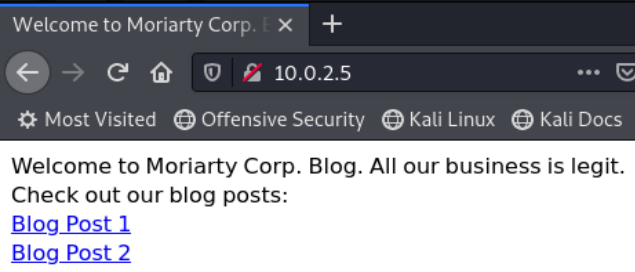 Welcome to Moriarty Corp.
10.0.2.5
Most Visited Offensive Security Kali Linux Kali Docs
Welcome to Moriarty Corp. Blog. All our business is legit.
Check out our blog posts:
Blog Post 1
Blog Post 2